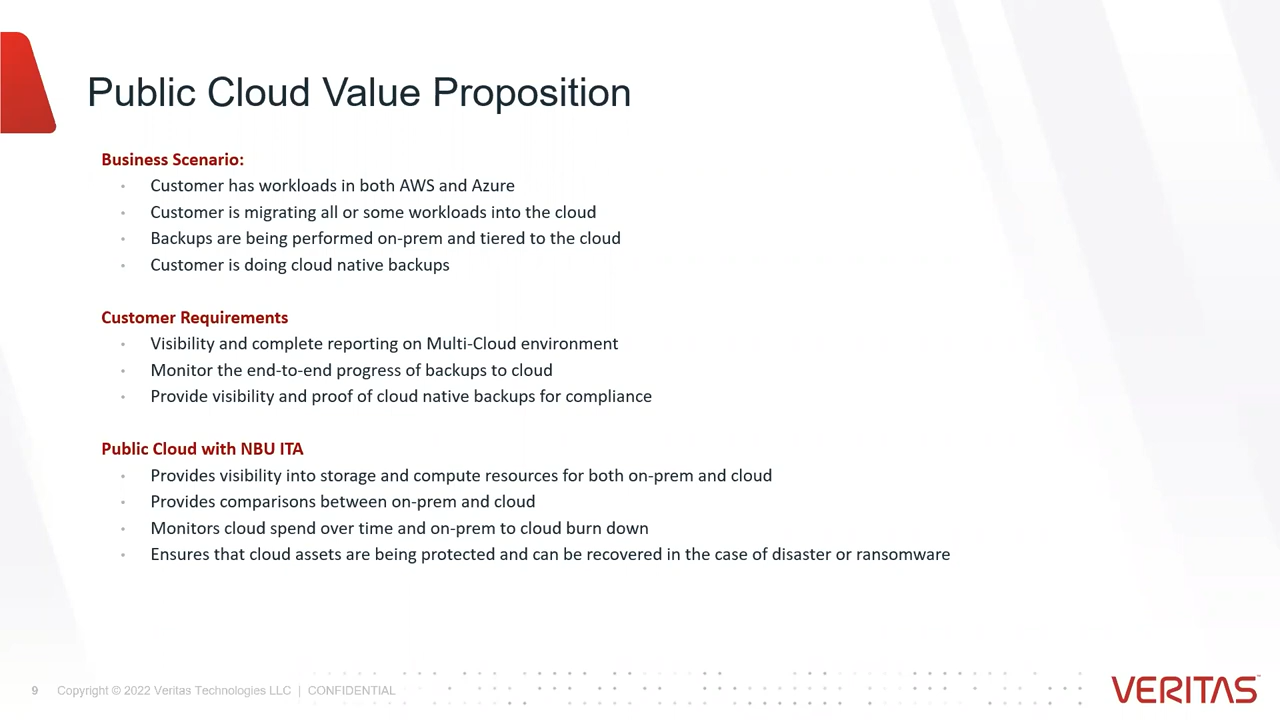 Public Cloud Value Proposition
Business Scenario:
• Customer has workloads in both AWS and Azure
• Customer is migrating all or some workloads into the cloud
• Backups are being performed on-prem and tiered to the cloud
• Customer is doing cloud native backups
Customer Requirements
• Visibility and complete reporting on Multi-Cloud environment
• Monitor the end-to-end progress of backups to cloud
• Provide visibility and proof of cloud native backups for compliance
Public Cloud with NBU ITA
• Provides visibility into storage and compute resources for both on-prem and cloud
• Provides comparisons between on-prem and cloud
• Monitors cloud spend over time and on-prem to cloud burn down
• Ensures that cloud assets are being protected and can be recovered in the case of disaster or ransomware
9 Copyright © 2022 Veritas Technologies LLC | CONFIDENTIAL
VERITAS